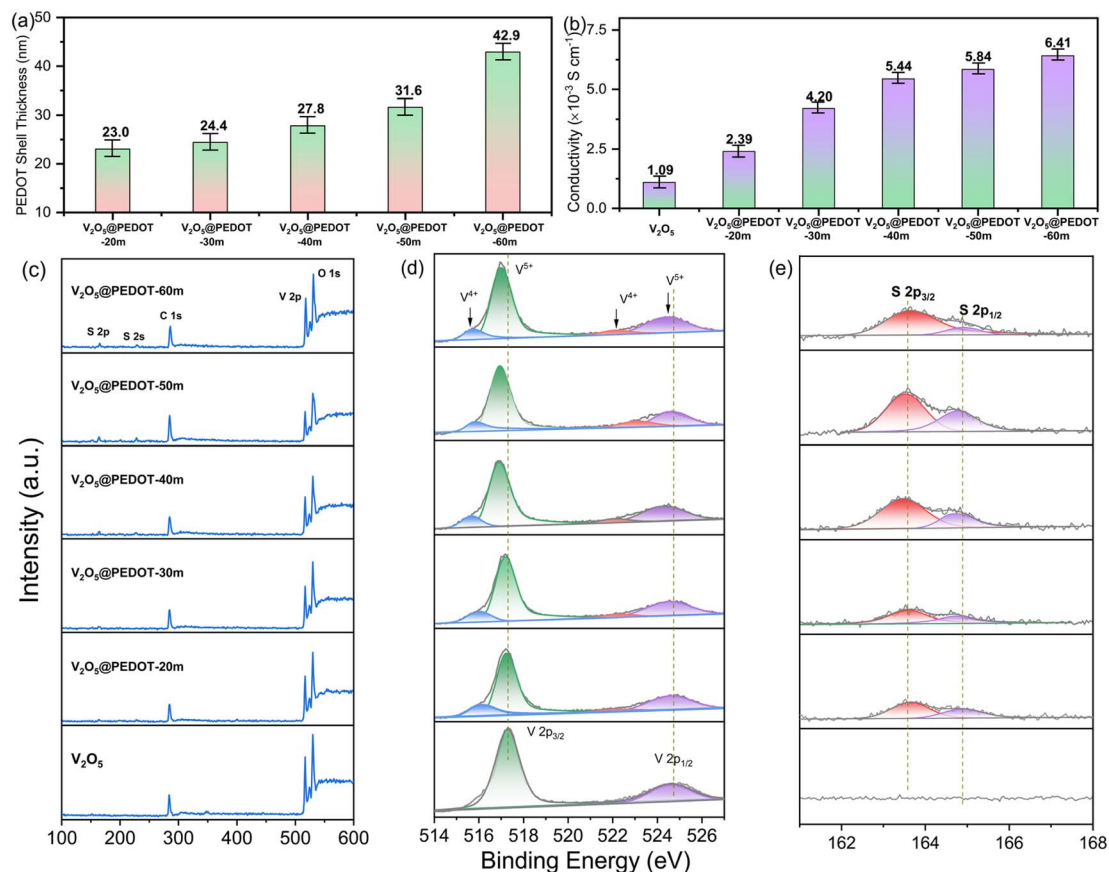 (a)
PEDOT Shell Thickness (nm)
50
40
30
20
10
23.0
24.4
27.8
31.6
42.9
V₂O₅@PEDOT
-20m
V₂O₅@PEDOT
-30m
V₂O₅@PEDOT
-40m
V₂O₅@PEDOT
-50m
V₂O₅@PEDOT
-60m
(b)
Conductivity (×10⁻³ S cm⁻¹)
7.5
5.0
2.5
0.0
1.09
2.39
4.20
5.44
5.84
6.41
V₂O₅
V₂O₅@PEDOT
-20m
V₂O₅@PEDOT
-30m
V₂O₅@PEDOT
-40m
V₂O₅@PEDOT
-50m
V₂O₅@PEDOT
-60m
Intensity (a.u.)
(c)
V₂O₅@PEDOT-60m
S 2p
S 2s
C 1s
V 2p
O 1s
V₂O₅@PEDOT-50m
V₂O₅@PEDOT-40m
V₂O₅@PEDOT-30m
V₂O₅@PEDOT-20m
V₂O₅
100 200 300 400 500 600
(d)
V⁴⁺
V⁵⁺
V⁴⁺
V⁵⁺
V 2p₃/₂
V 2p₁/₂
514 516 518 520 522 524 526
(e)
S 2p₃/₂
S 2p₁/₂
162 164 166 168
Binding Energy (eV)